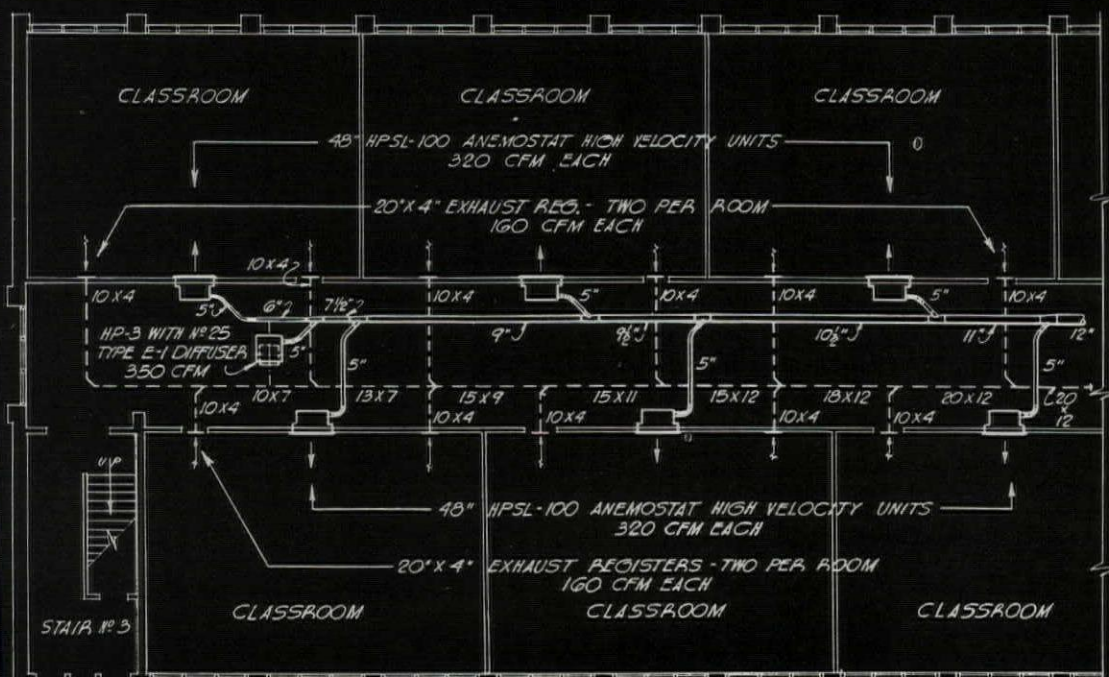 CLASSROOM
CLASSROOM
CLASSROOM
48" HPSL-100 ANEMOSTAT HIGH VELOCITY UNITS
320 CFM EACH
20"X4" EXHAUST REG. - TWO PER ROOM
160 CFM EACH
10X4
10X4
5"
6"
7½"
10X4
5"
10X4
10X4
5"
10X4
HP-3 WITH Nº 25
TYPE E-1 DIFFUSER
350 CFM
5"
5"
9"
9½"
5"
10½"
11"
5"
12"
10X4
10X7
13X7
15X9
10X4
10X4
15X11
15X12
10X4
18X12
10X4
20X12
20
X
12
UP
48" HPSL-100 ANEMOSTAT HIGH VELOCITY UNITS
320 CFM EACH
20"X4" EXHAUST REGISTERS - TWO PER ROOM
160 CFM EACH
CLASSROOM
CLASSROOM
CLASSROOM
STAIR Nº 3